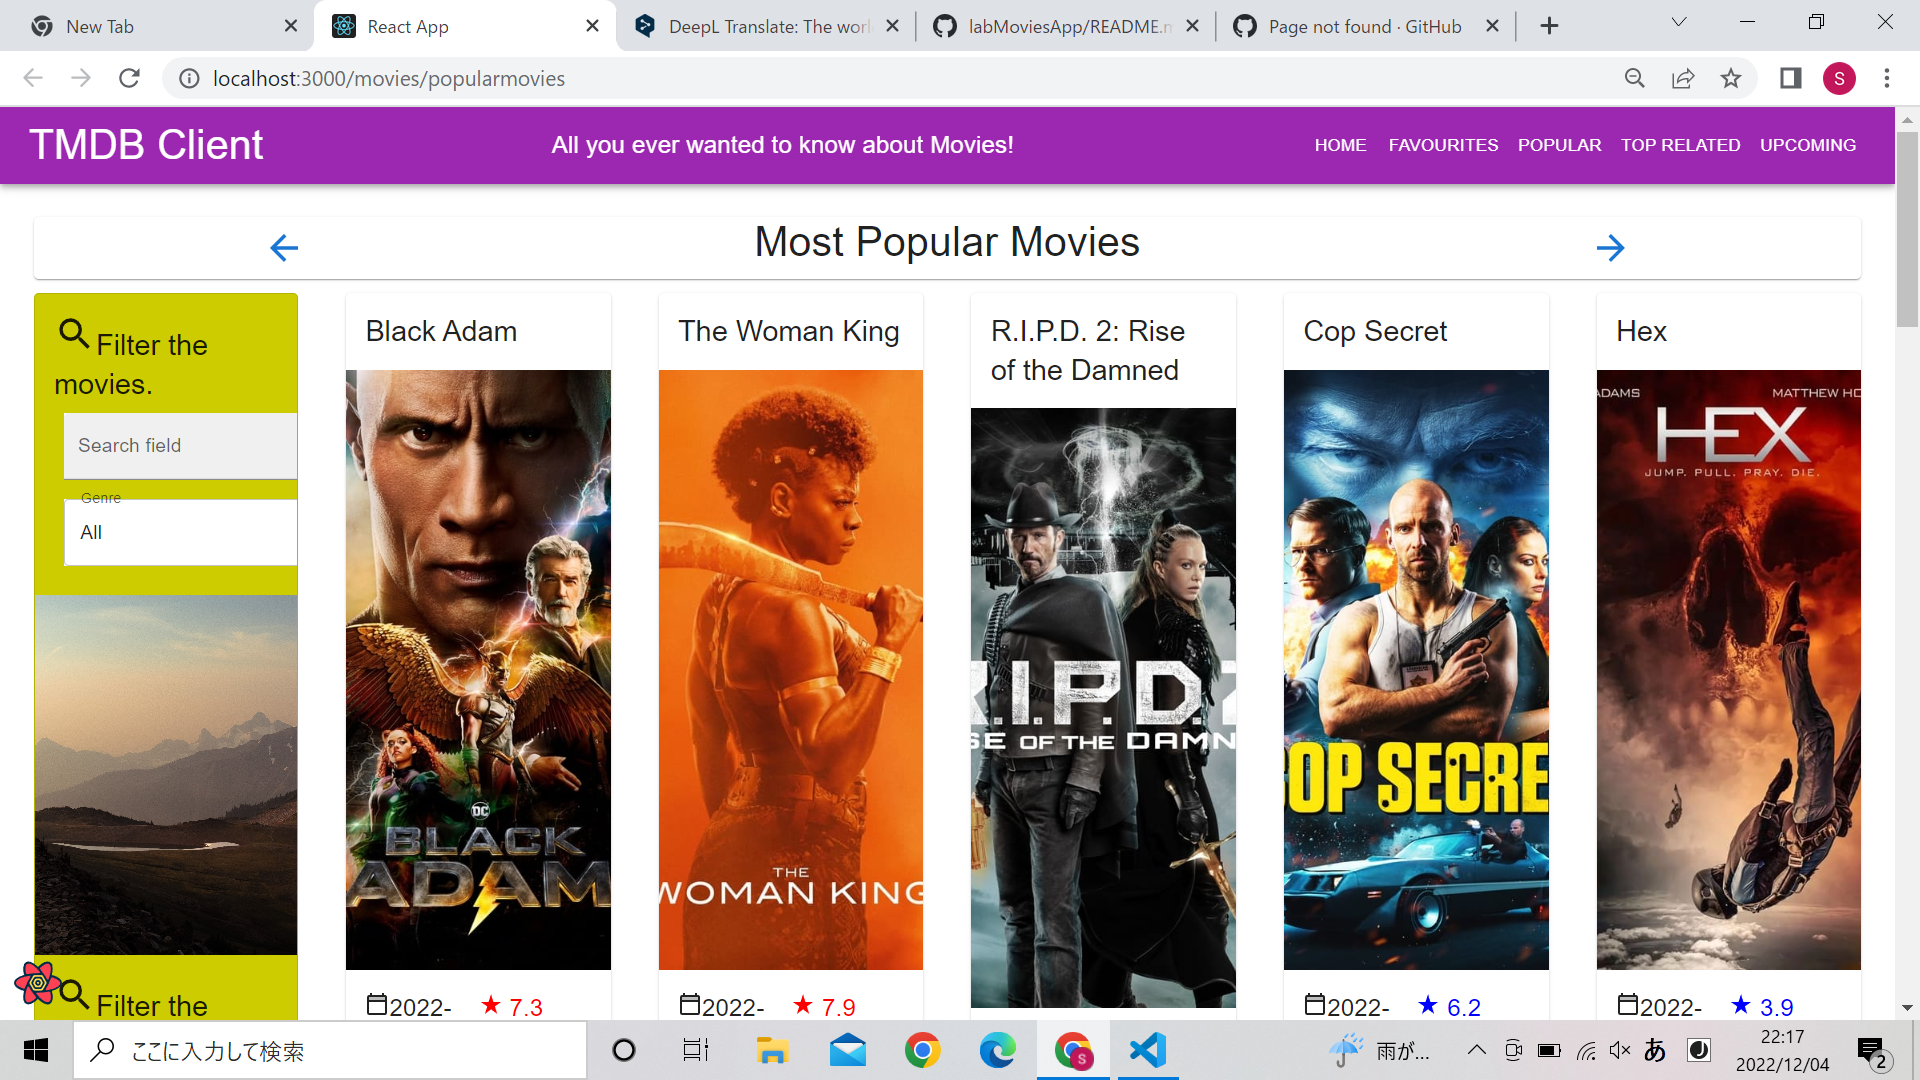 New Tab
React App
DeepL Translate: The worl
labMoviesApp/README.m
Page not found · GitHub
localhost:3000/movies/popularmovies
S
TMDB Client
All you ever wanted to know about Movies!
HOME
FAVOURITES
POPULAR
TOP RELATED
UPCOMING
Most Popular Movies
Filter the
movies.
Search field
Genre
All
Filter the
Black Adam
DC
BLACK
ADAM
2022-
7.3
The Woman King
THE
WOMAN KING
2022-
7.9
R.I.P.D. 2: Rise
of the Damned
R.I.P.D.2
SE OF THE DAMN
Cop Secret
OP SECRE
2022-
6.2
Hex
ADAMS
MATTHEW HO
HEX
JUMP. PULL. PRAY. DIE.
2022-
3.9
ここに入力して検索
S
雨が...
あ
J
22:17
2022/12/04
2